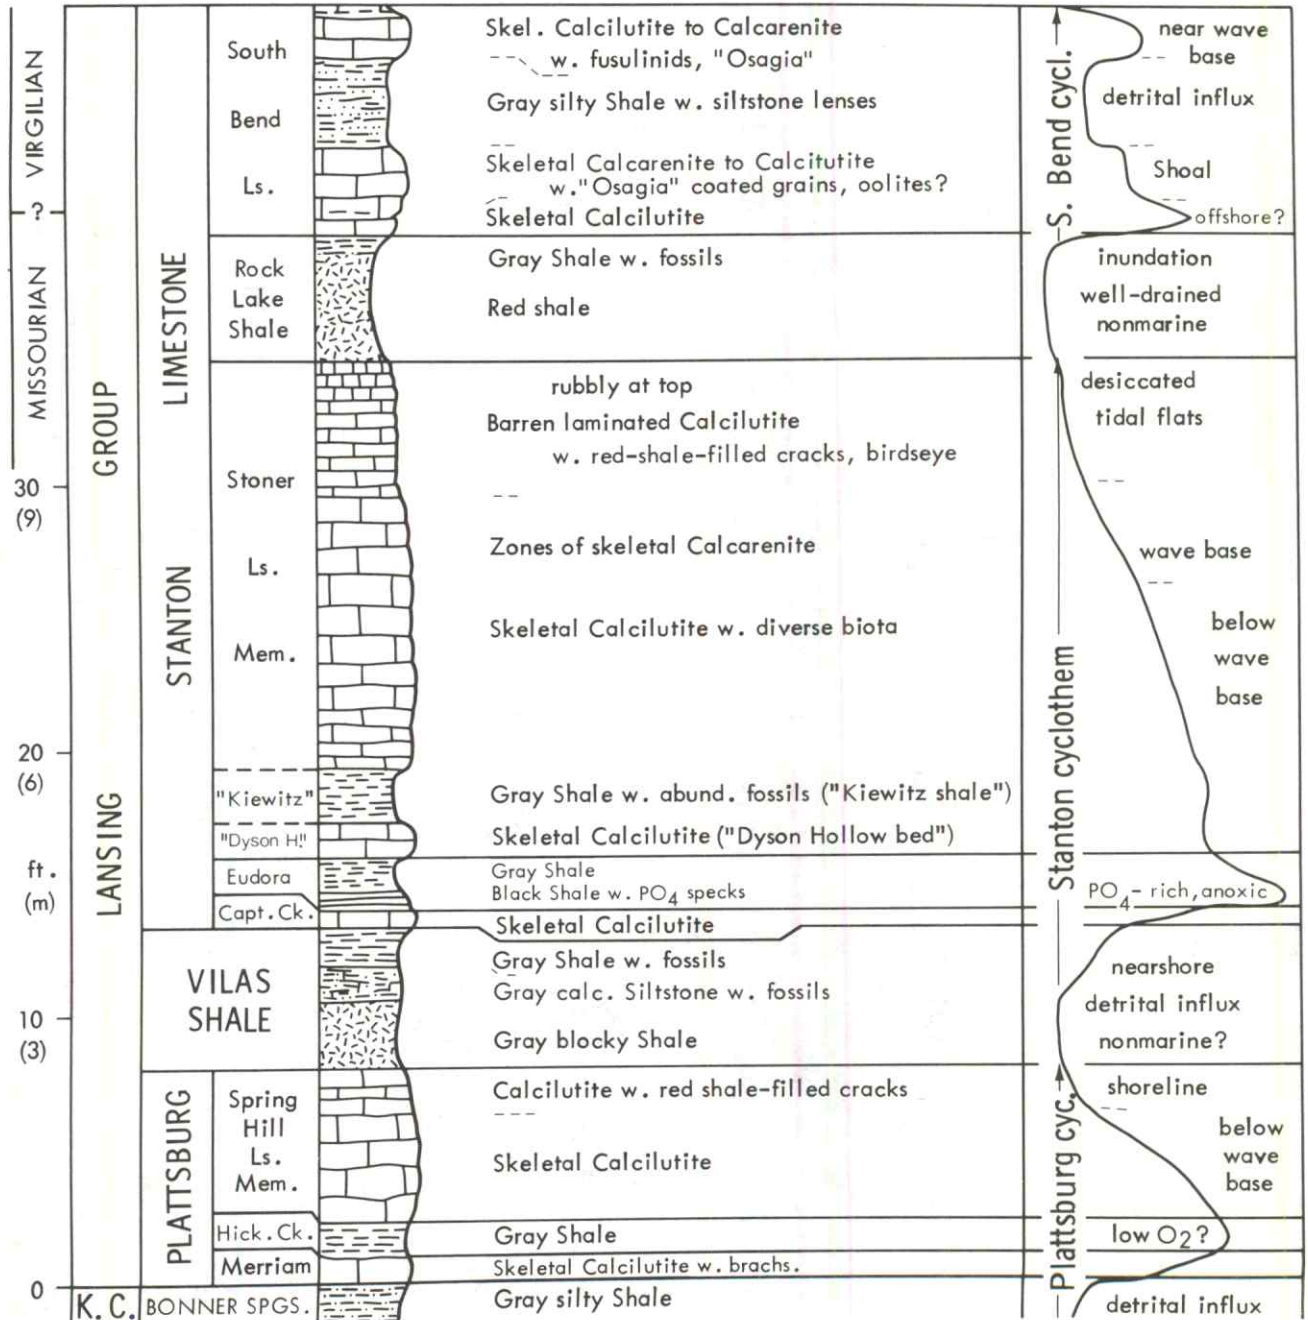 VIRGILIAN
?
MISSOURIAN
30
(9)
20
(6)
ft.
(m)
10
(3)
0
GROUP
LANSING
K. C.
LIMESTONE
STANTON
VILAS
SHALE
PLATTSBURG
BONNER SPGS.
South
Bend
Ls.
Rock
Lake
Shale
Stoner
Ls.
Mem.
"Kiewitz"
"Dyson H."
Eudora
Capt. Ck.
Spring
Hill
Ls.
Mem.
Hick. Ck.
Merriam
Skel. Calcilutite to Calcarenite
w. fusulinids, "Osagia"
Gray silty Shale w. siltstone lenses
Skeletal Calcarenite to Calcitutite
w."Osagia" coated grains, oolites?
Skeletal Calcilutite
Gray Shale w. fossils
Red shale
rubbly at top
Barren laminated Calcilutite
w. red-shale-filled cracks, birdseye
Zones of skeletal Calcarenite
Skeletal Calcilutite w. diverse biota
Gray Shale w. abund. fossils ("Kiewitz shale")
Skeletal Calcilutite ("Dyson Hollow bed")
Gray Shale
Black Shale w. PO4 specks
Skeletal Calcilutite
Gray Shale w. fossils
Gray calc. Siltstone w. fossils
Gray blocky Shale
Calcilutite w. red shale-filled cracks
Skeletal Calcilutite
Gray Shale
Skeletal Calcilutite w. brachs.
Gray silty Shale
S. Bend cycl.
Stanton cyclothem
Plattsburg cyc.
near wave
base
detrital influx
Shoal
offshore?
inundation
well-drained
nonmarine
desiccated
tidal flats
wave base
below
wave
base
PO4 - rich, anoxic
nearshore
detrital influx
nonmarine?
shoreline
below
wave
base
low O2?
detrital influx